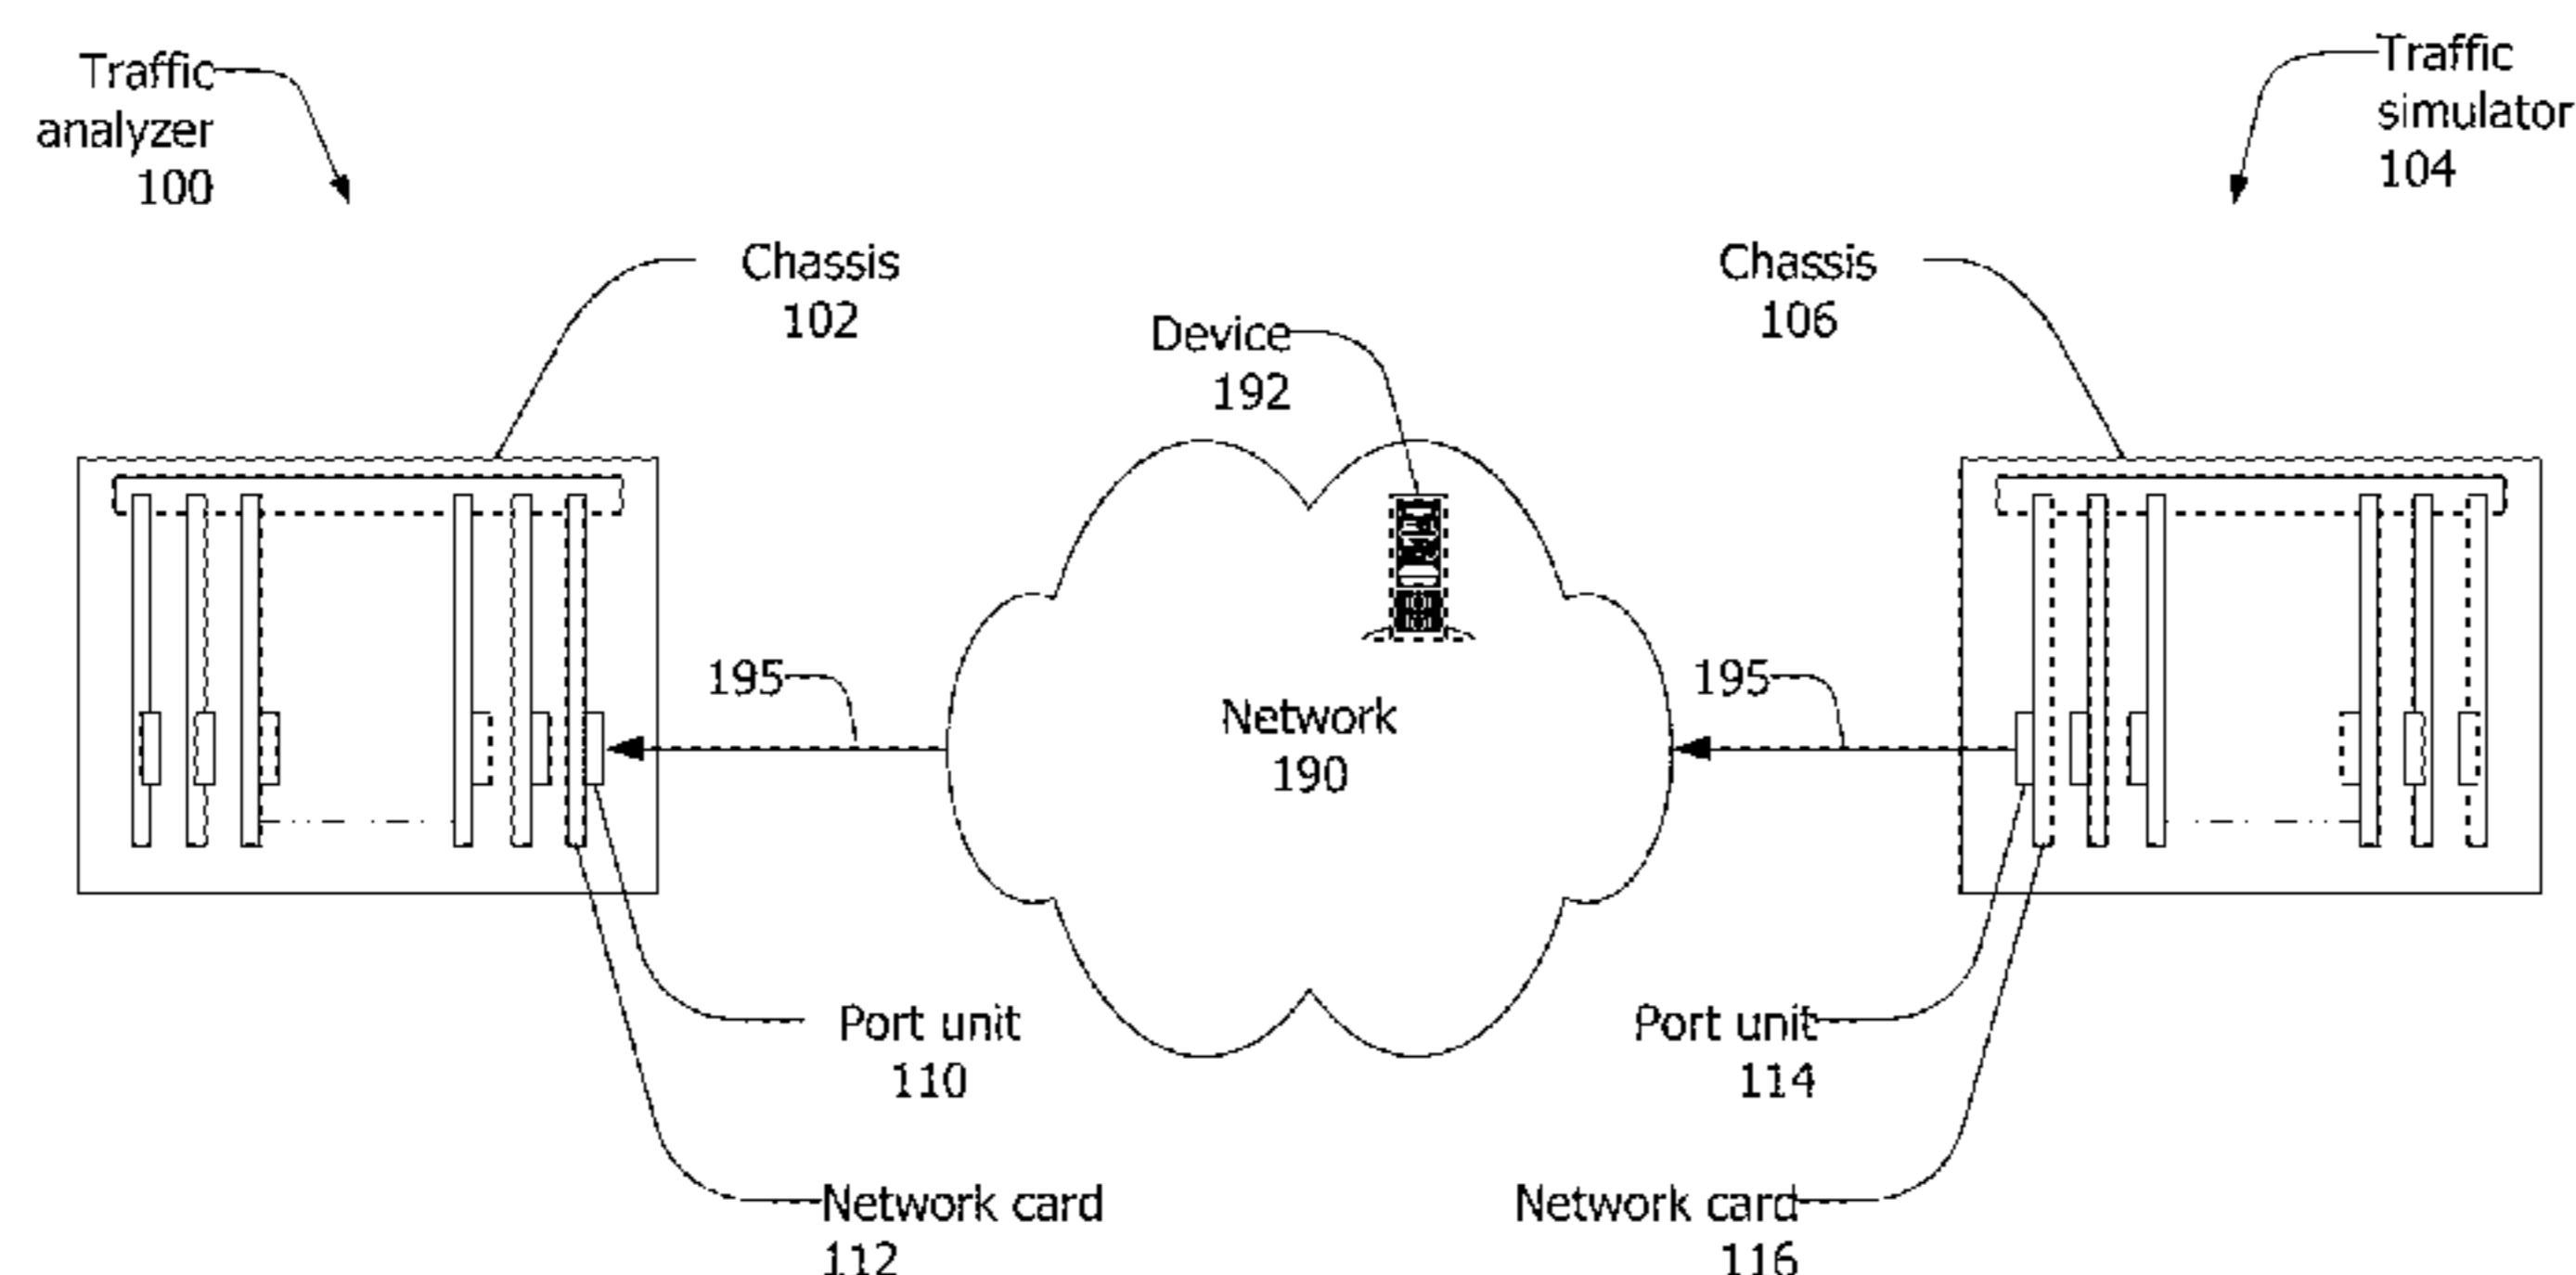 Traffic
analyzer
100
Traffic
simulator
104
Chassis
102
Chassis
106
Device
192
195
195
Network
190
Port unit
110
Port unit
114
Network card
112
Network card
116